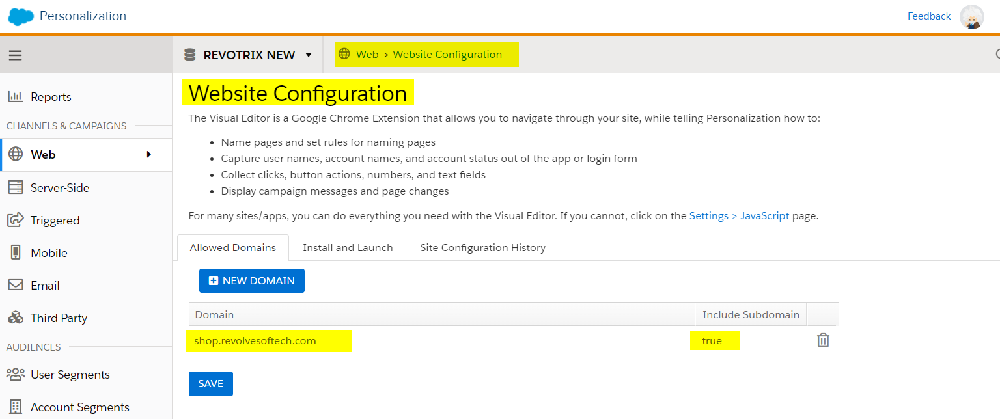 Personalization
Feedback
REVOTRIX NEW
Web > Website Configuration
Reports
CHANNELS & CAMPAIGNS
Web
Server-Side
Triggered
Mobile
Email
Third Party
AUDIENCES
User Segments
Account Segments
Website Configuration
The Visual Editor is a Google Chrome Extension that allows you to navigate through your site, while telling Personalization how to:
• Name pages and set rules for naming pages
• Capture user names, account names, and account status out of the app or login form
• Collect clicks, button actions, numbers, and text fields
• Display campaign messages and page changes
For many sites/apps, you can do everything you need with the Visual Editor. If you cannot, click on the Settings > JavaScript page.
Allowed Domains Install and Launch Site Configuration History
NEW DOMAIN
Domain Include Subdomain
shop.revolvesoftech.com true
SAVE